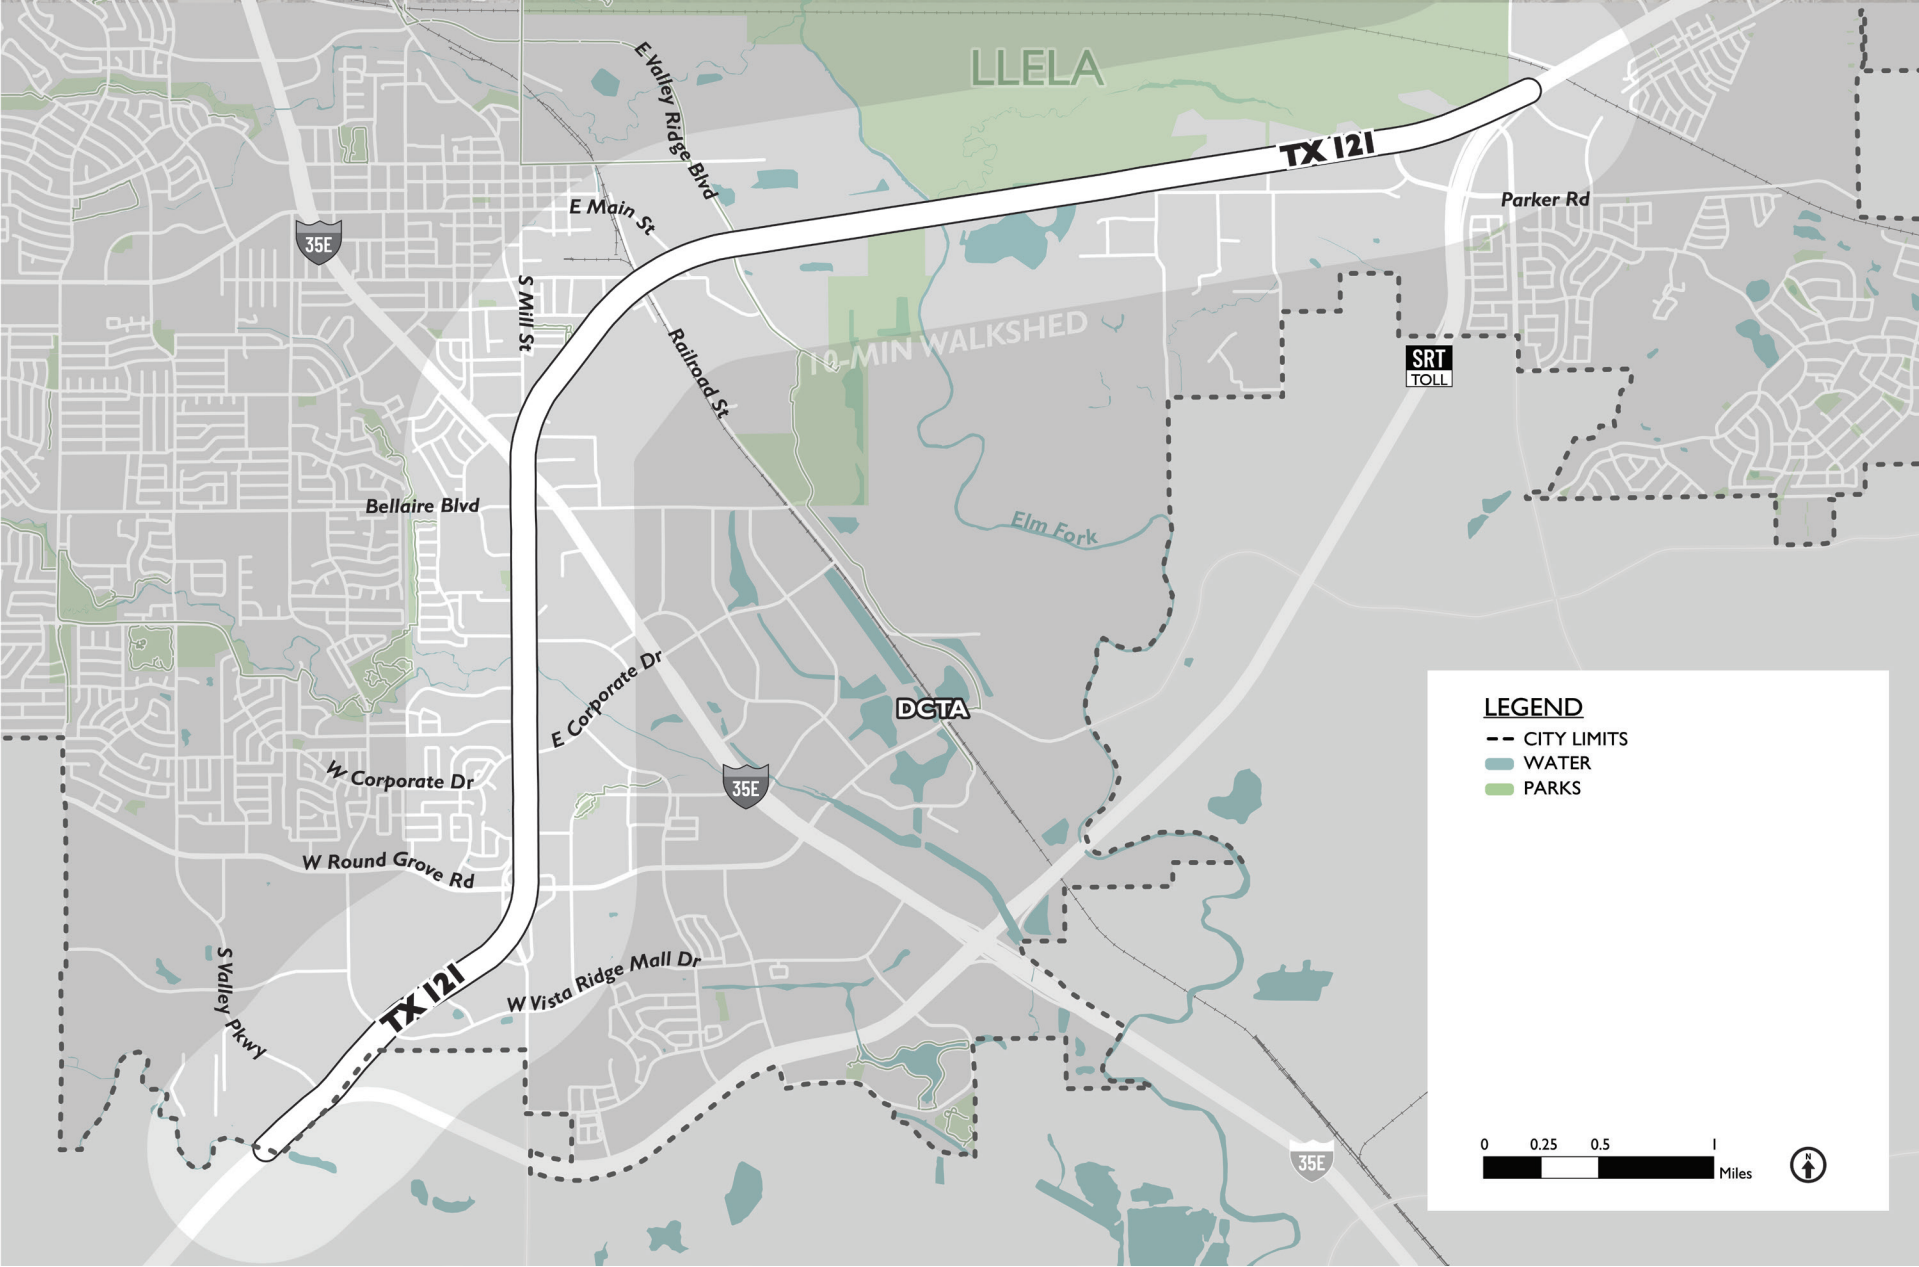 LLELA
E Valley Ridge Blvd
TX 121
Parker Rd
E Main St
35E
S Mill St
10-MIN WALKSHED
Railroad St
SRT
TOLL
Bellaire Blvd
Elm Fork
E Corporate Dr
DCTA
W Corporate Dr
35E
W Round Grove Rd
S Valley Pkwy
TX 121
W Vista Ridge Mall Dr
35E
LEGEND
CITY LIMITS
WATER
PARKS
0 0.25 0.5 1
Miles
N